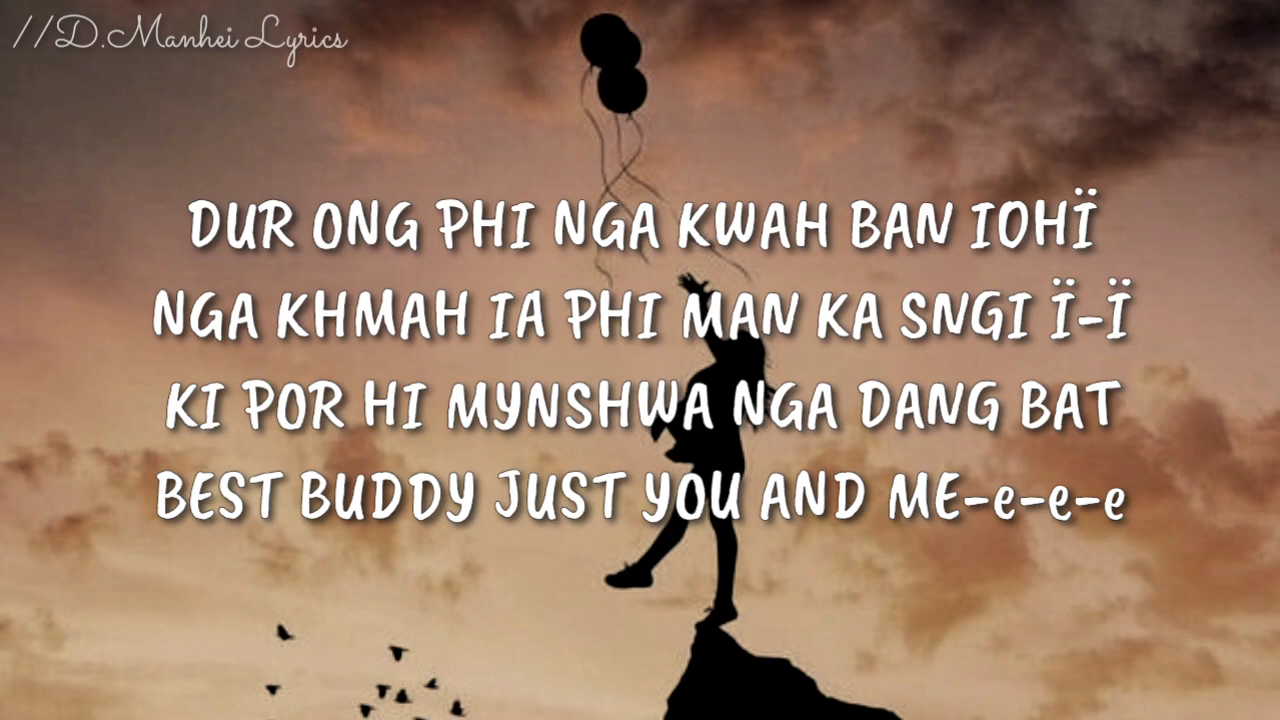 //D.Manhei Lyrics
DUR ONG PHI NGA KWAH BAN IOHÏ
NGA KHMAH IA PHI MAN KA SNGI Ï-Ï
KI POR HI MYNSHWA NGA DANG BAT
BEST BUDDY JUST YOU AND ME-e-e-e